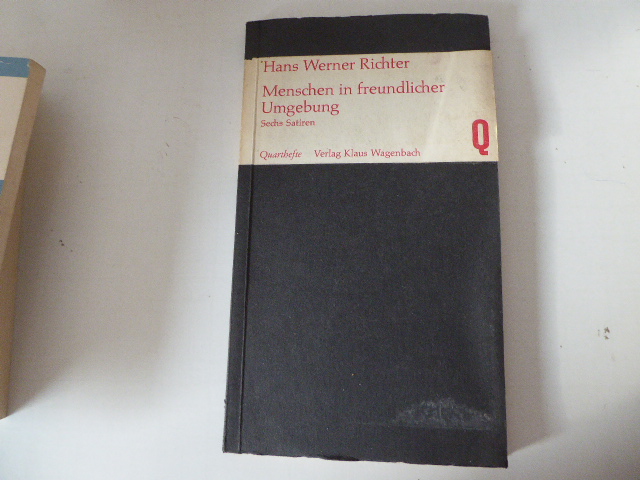 Hans Werner Richter
Menschen in freundlicher
Umgebung
Sechs Satiren
Quarthefte Verlag Klaus Wagenbach
Q